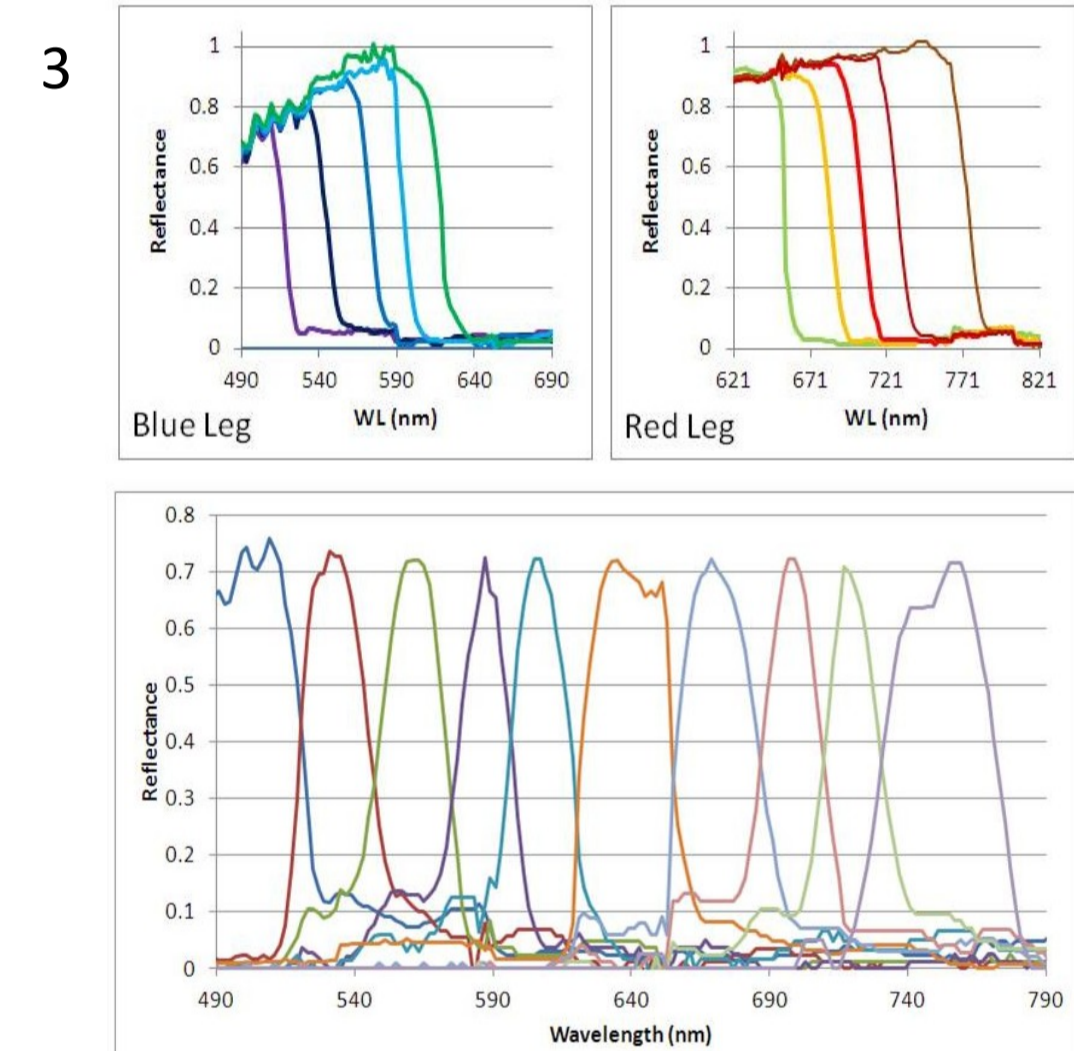 3
1
0.8
0.6
0.4
0.2
0
Reflectance
490 540 590 640 690
WL (nm)
Blue Leg
1
0.8
0.6
0.4
0.2
0
Reflectance
621 671 721 771 821
WL (nm)
Red Leg
0.8
0.7
0.6
0.5
0.4
0.3
0.2
0.1
0
Reflectance
490 540 590 640 690 740 790
Wavelength (nm)